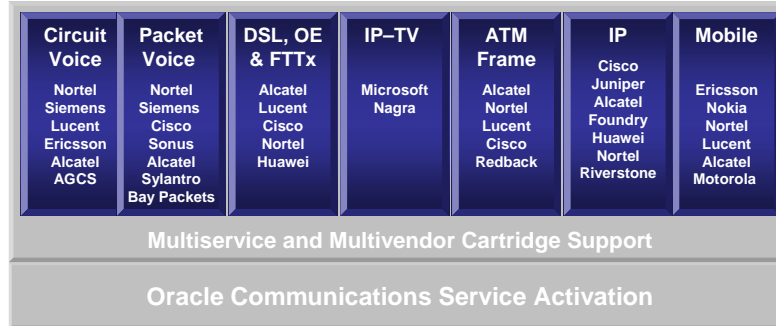 Circuit
Voice
Nortel
Siemens
Lucent
Ericsson
Alcatel
AGCS
Packet
Voice
Nortel
Siemens
Cisco
Sonus
Alcatel
Sylantro
Bay Packets
DSL, OE
& FTTx
Alcatel
Lucent
Cisco
Nortel
Huawei
IP–TV
Microsoft
Nagra
ATM
Frame
Alcatel
Nortel
Lucent
Cisco
Redback
IP
Cisco
Juniper
Alcatel
Foundry
Huawei
Nortel
Riverstone
Mobile
Ericsson
Nokia
Nortel
Lucent
Alcatel
Motorola
Multiservice and Multivendor Cartridge Support
Oracle Communications Service Activation